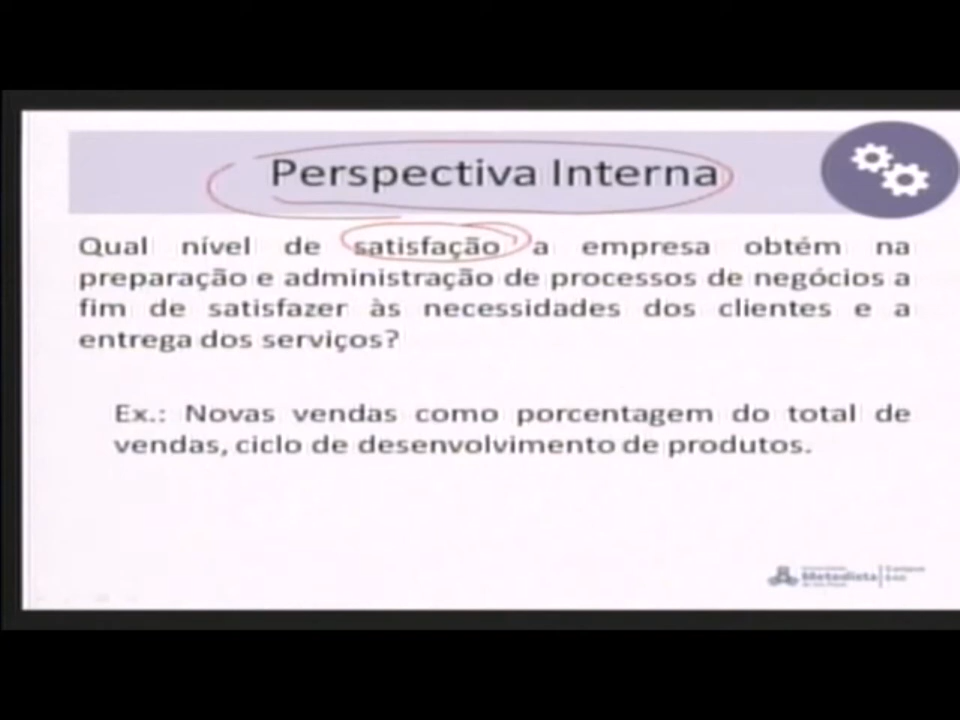 Perspectiva Interna
Qual nível de satisfação a empresa obtém na
preparação e administração de processos de negócios a
fim de satisfazer às necessidades dos clientes e a
entrega dos serviços?
Ex.: Novas vendas como porcentagem do total de
vendas, ciclo de desenvolvimento de produtos.
Metodista